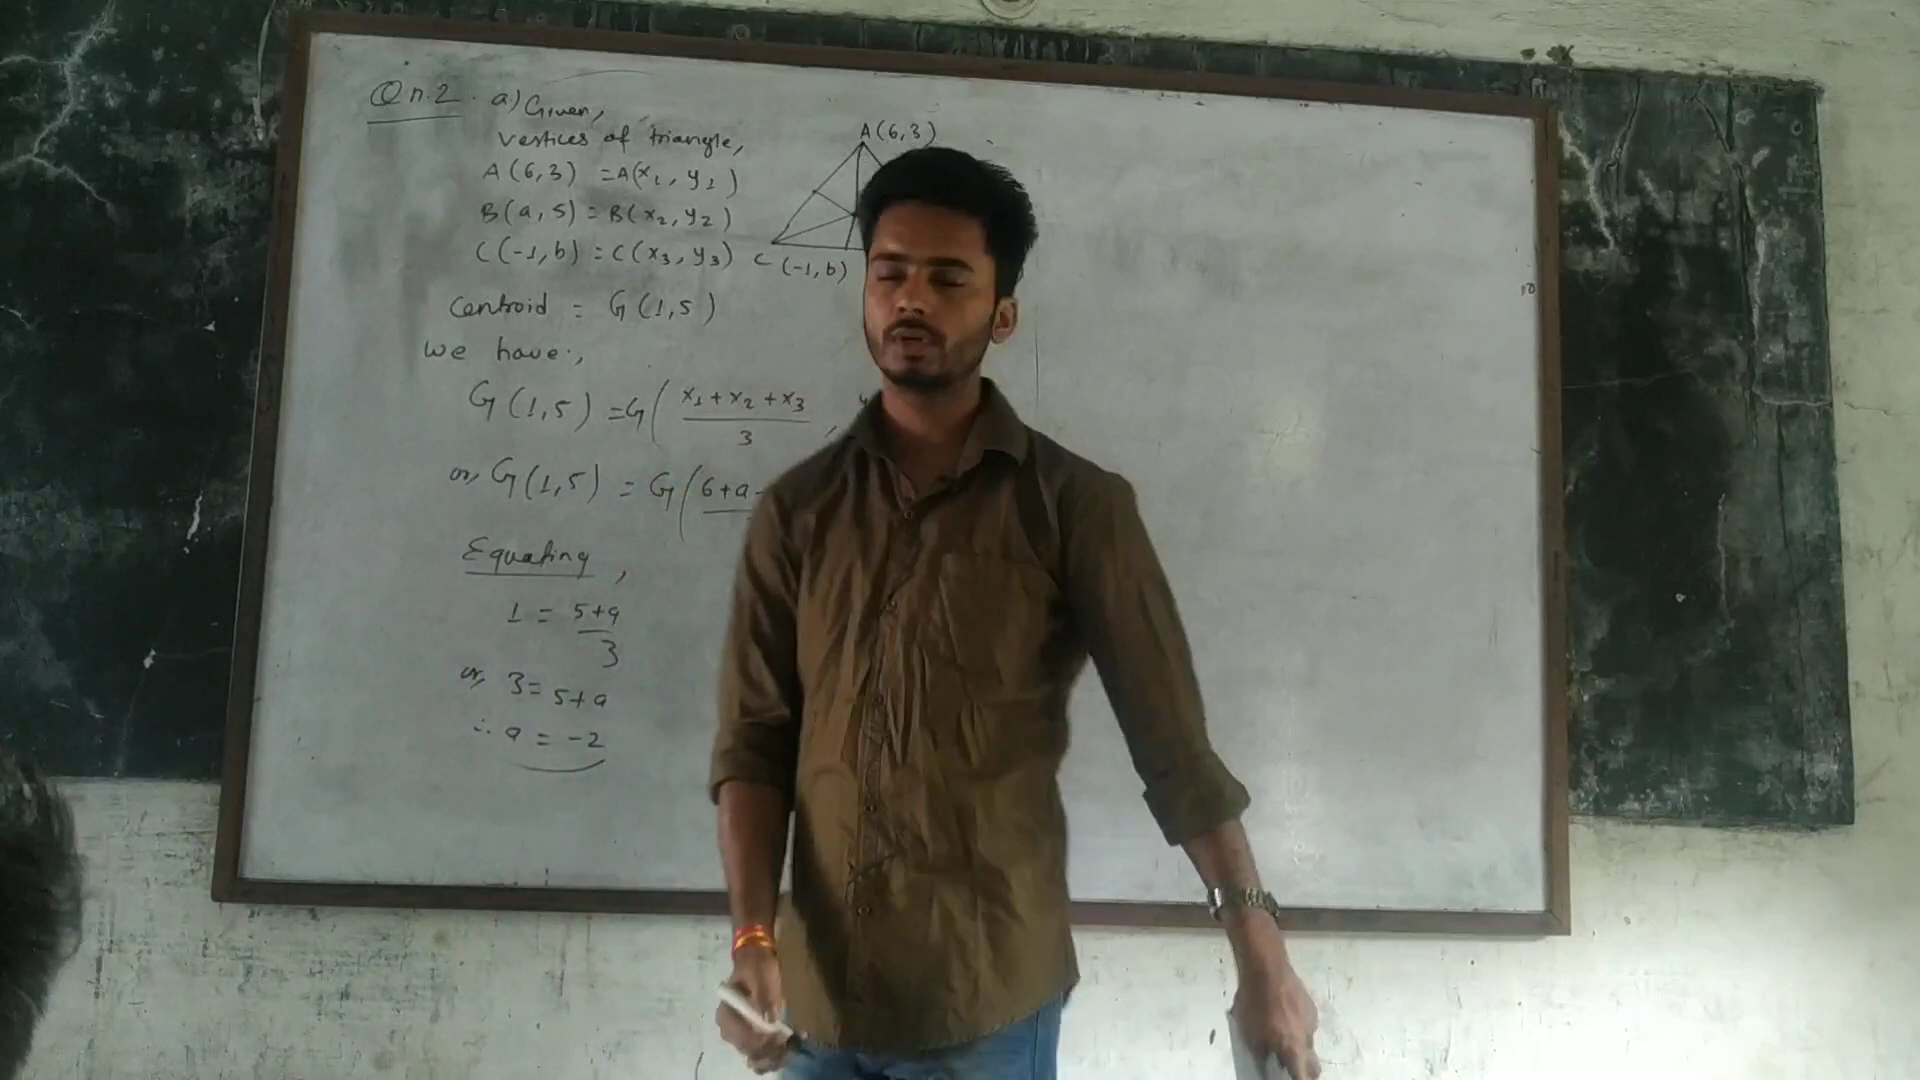 Qn.2. a) Given,
vertices of triangle,
A(6,3) = A(x₁, y₁)
B(a, 5) = B(x₂, y₂)
C(-1, b) = C(x₃, y₃)
A(6,3)
C (-1, b)
Centroid = G(1,5)
We have,
G(1,5) = G( x₁ + x₂ + x₃ / 3 ,
or, G(1,5) = G( 6+a-
Equating,
1 = 5+a / 3
or, 3 = 5+a
∴ a = -2